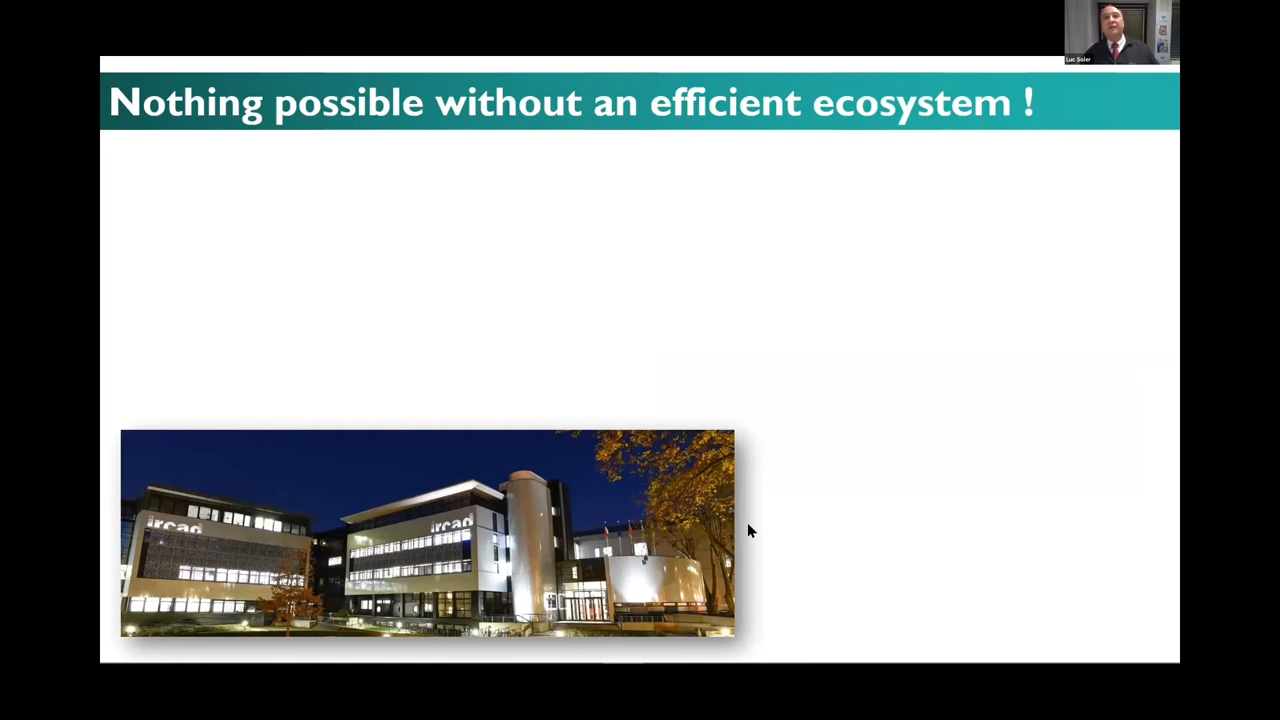 Luc Soler
Nothing possible without an efficient ecosystem !
ircad
ircad